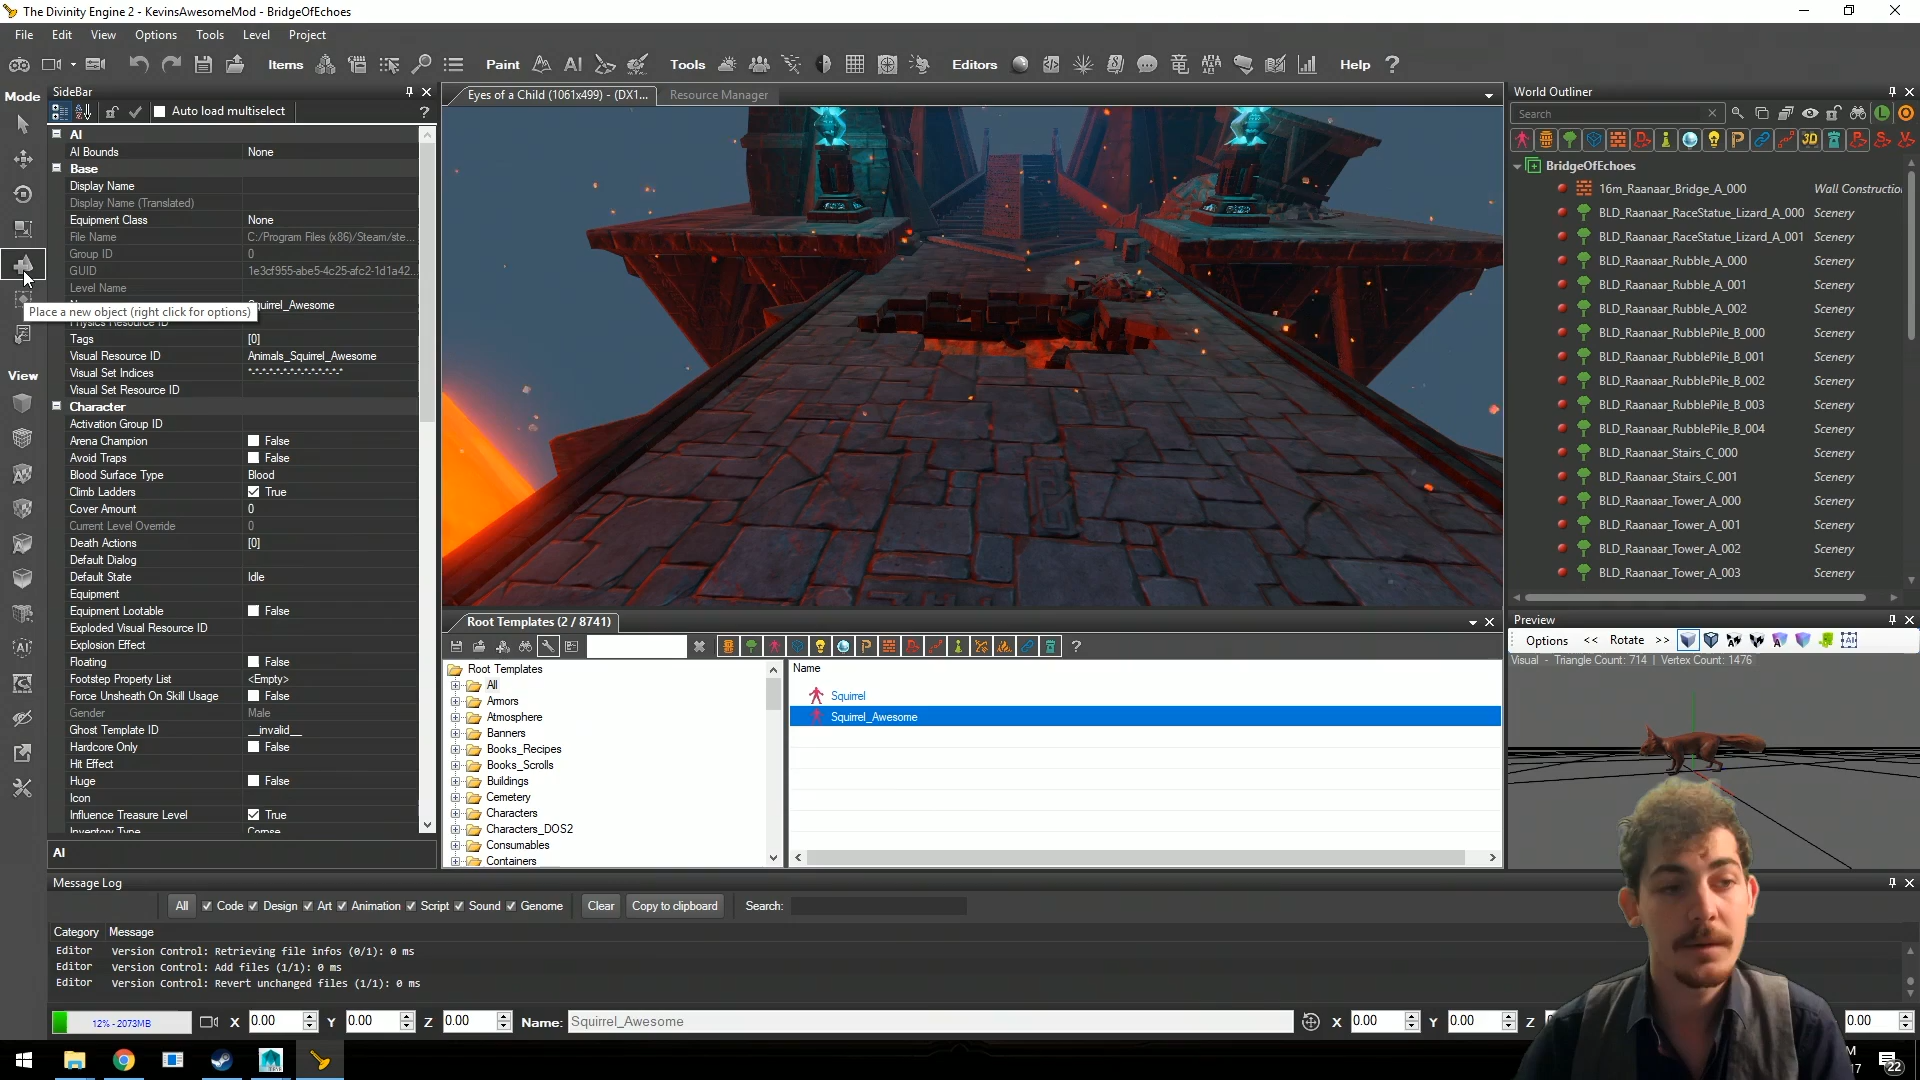 The Divinity Engine 2 - KevinsAwesomeMod - BridgeOfEchoes
File Edit View Options Tools Level Project
Items Paint Tools Editors Help
Mode
SideBar
Auto load multiselect
AI
AI Bounds None
Base
Display Name
Display Name (Translated)
Equipment Class None
File Name C:/Program Files (x86)/Steam/ste...
Group ID 0
GUID 1e3cf955-abe5-4c25-afc2-1d1a42...
Level Name
Squirrel_Awesome
Place a new object (right click for options)
Physics Resource ID
Tags [0]
Visual Resource ID Animals_Squirrel_Awesome
Visual Set Indices
Visual Set Resource ID
View
Character
Activation Group ID
Arena Champion False
Avoid Traps False
Blood Surface Type Blood
Climb Ladders True
Cover Amount 0
Current Level Override 0
Death Actions [0]
Default Dialog
Default State Idle
Equipment
Equipment Lootable False
Exploded Visual Resource ID
Explosion Effect
Floating False
Footstep Property List <Empty>
Force Unsheath On Skill Usage False
Gender Male
Ghost Template ID __invalid__
Hardcore Only False
Hit Effect
Huge False
Icon
Influence Treasure Level True
Inventory Type Corpse
AI
Eyes of a Child (1061x499) - (DX1...
Resource Manager
Root Templates (2 / 8741)
Root Templates
All
Armors
Atmosphere
Banners
Books_Recipes
Books_Scrolls
Buildings
Cemetery
Characters
Characters_DOS2
Consumables
Containers
Name
Squirrel
Squirrel_Awesome
World Outliner
Search
BridgeOfEchoes
16m_Raanaar_Bridge_A_000 Wall Constructio
BLD_Raanaar_RaceStatue_Lizard_A_000 Scenery
BLD_Raanaar_RaceStatue_Lizard_A_001 Scenery
BLD_Raanaar_Rubble_A_000 Scenery
BLD_Raanaar_Rubble_A_001 Scenery
BLD_Raanaar_Rubble_A_002 Scenery
BLD_Raanaar_RubblePile_B_000 Scenery
BLD_Raanaar_RubblePile_B_001 Scenery
BLD_Raanaar_RubblePile_B_002 Scenery
BLD_Raanaar_RubblePile_B_003 Scenery
BLD_Raanaar_RubblePile_B_004 Scenery
BLD_Raanaar_Stairs_C_000 Scenery
BLD_Raanaar_Stairs_C_001 Scenery
BLD_Raanaar_Tower_A_000 Scenery
BLD_Raanaar_Tower_A_001 Scenery
BLD_Raanaar_Tower_A_002 Scenery
BLD_Raanaar_Tower_A_003 Scenery
Preview
Options << Rotate >>
Visual - Triangle Count: 714 | Vertex Count: 1476
Message Log
All Code Design Art Animation Script Sound Genome Clear Copy to clipboard Search:
Category Message
Editor Version Control: Retrieving file infos (0/1): 0 ms
Editor Version Control: Add files (1/1): 0 ms
Editor Version Control: Revert unchanged files (1/1): 0 ms
12% - 2073MB X 0.00 Y 0.00 Z 0.00 Name: Squirrel_Awesome X 0.00 Y 0.00 Z 0.00
M
17
22